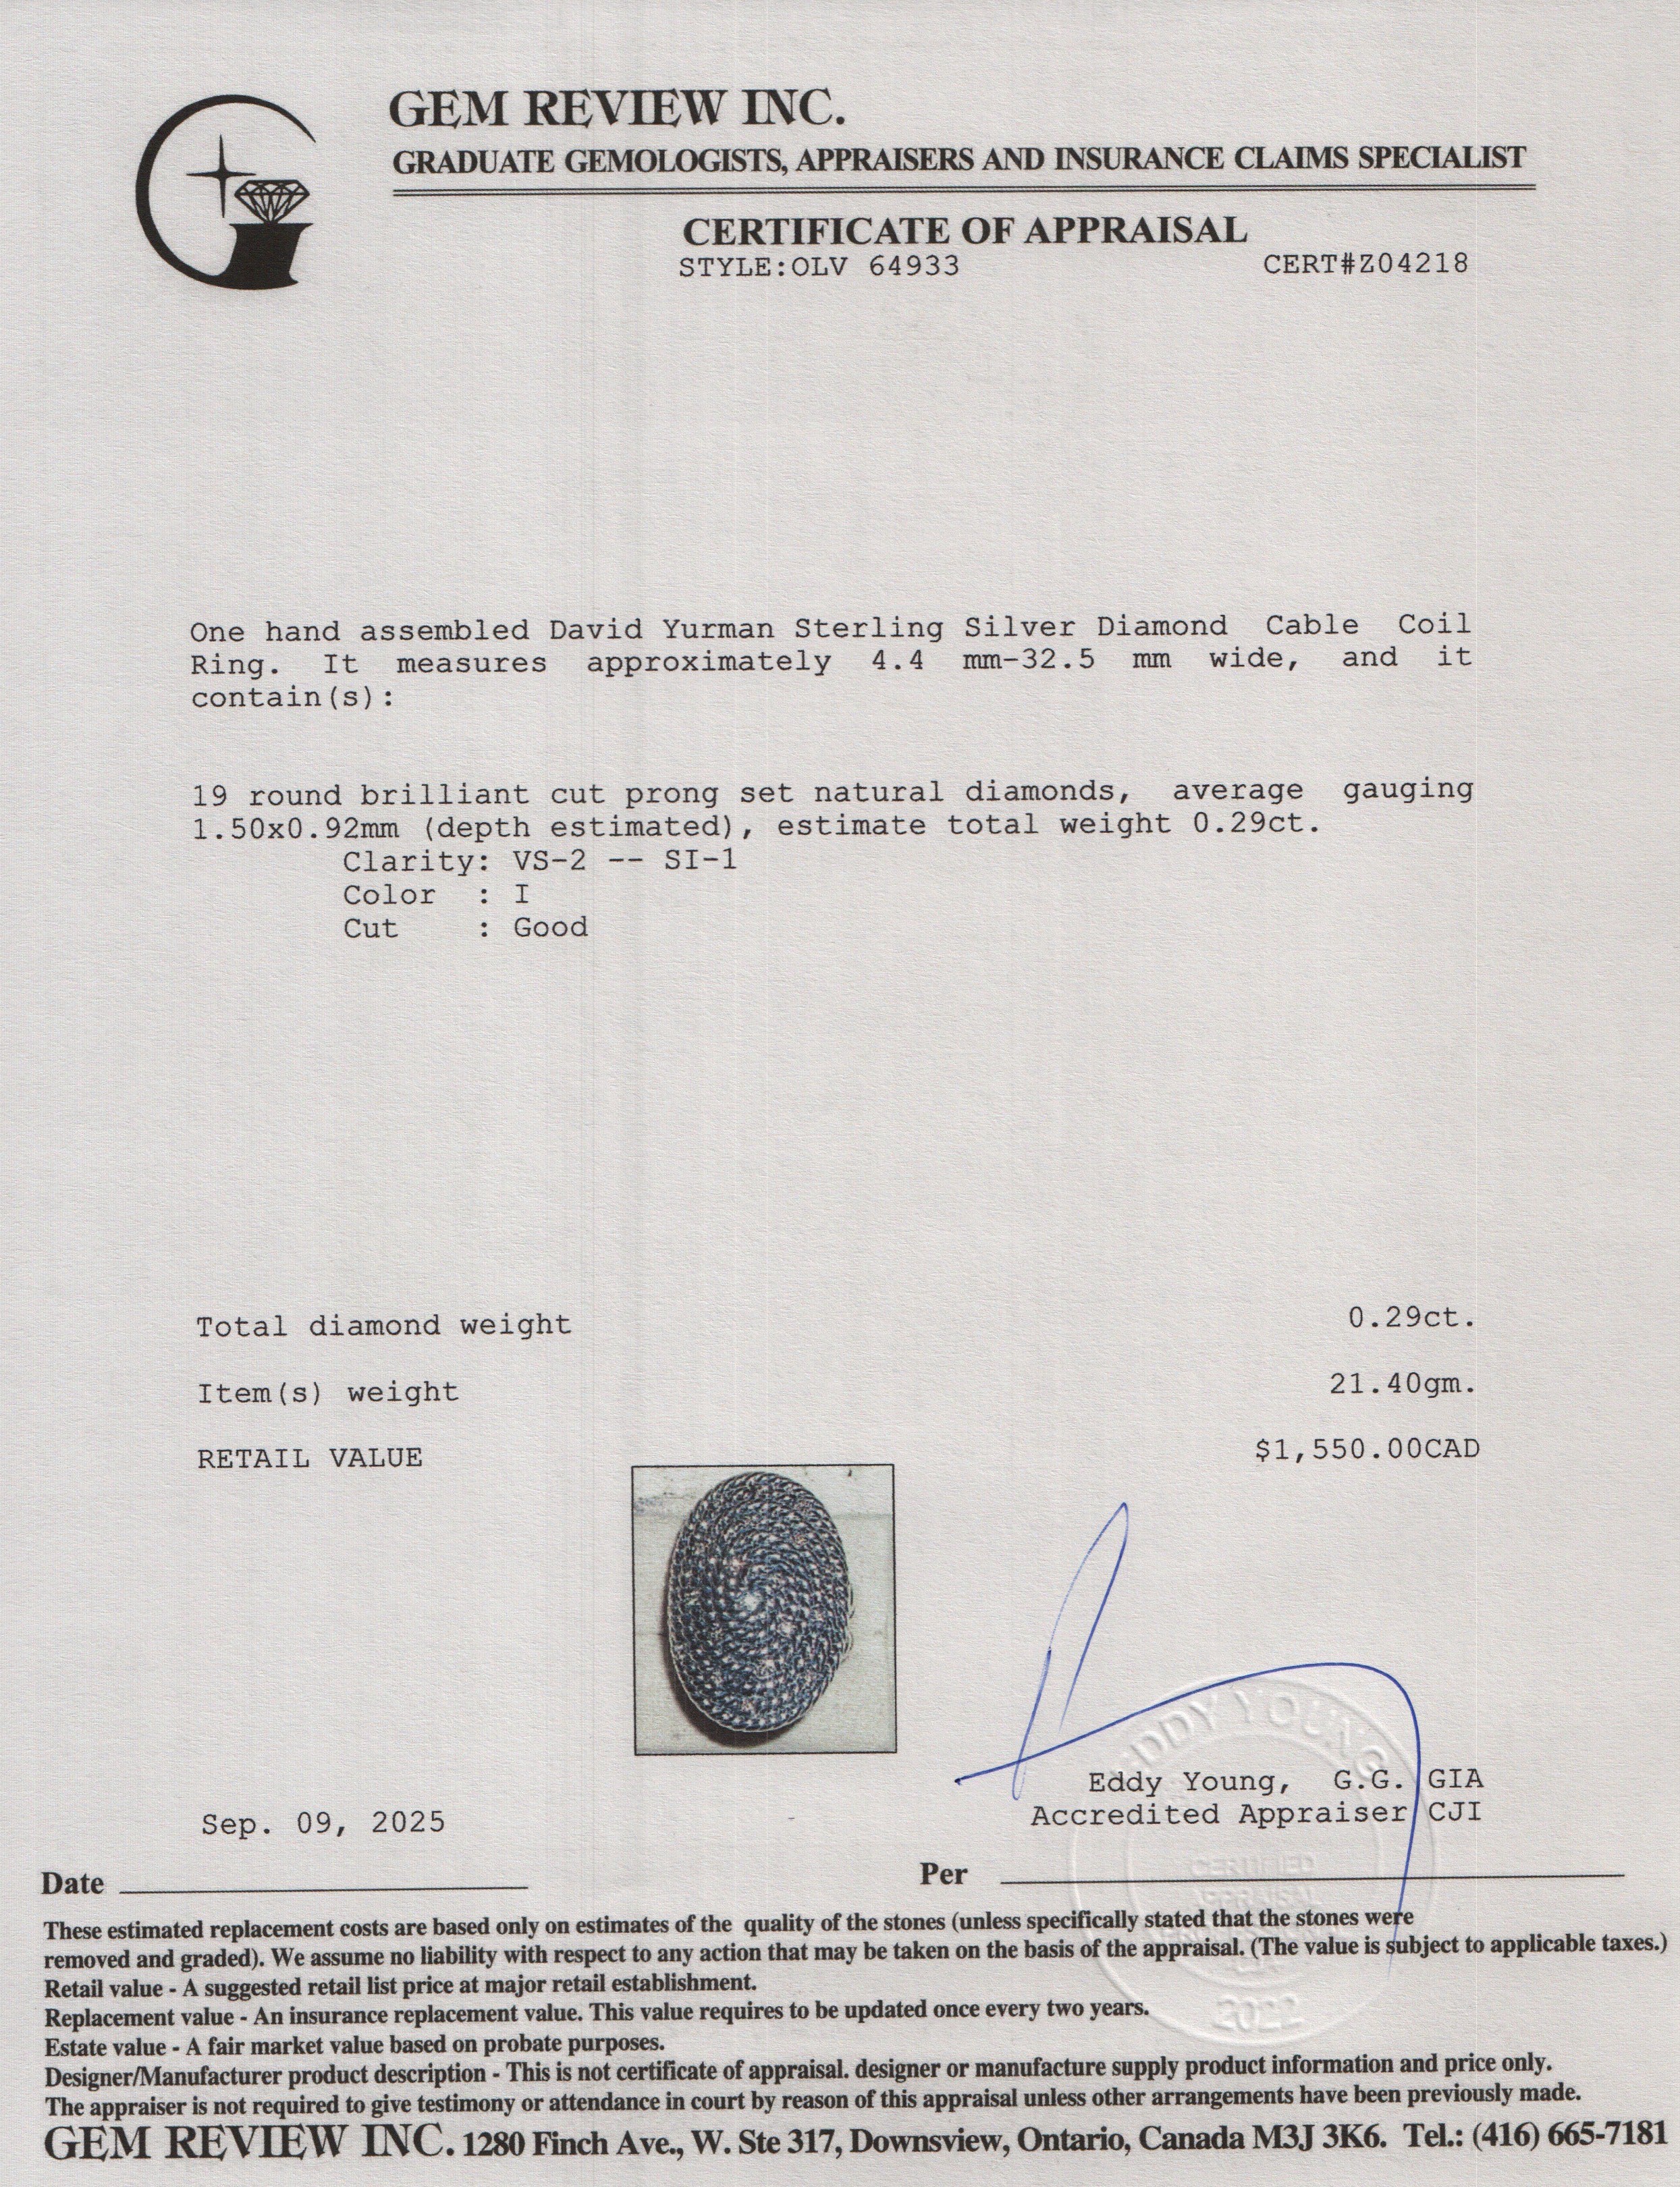 GEM REVIEW INC.
GRADUATE GEMOLOGISTS, APPRAISERS AND INSURANCE CLAIMS SPECIALIST
CERTIFICATE OF APPRAISAL
STYLE:OLV 64933 CERT#Z04218
One hand assembled David Yurman Sterling Silver Diamond Cable Coil
Ring. It measures approximately 4.4 mm-32.5 mm wide, and it
contain(s):
19 round brilliant cut prong set natural diamonds, average gauging
1.50x0.92mm (depth estimated), estimate total weight 0.29ct.
Clarity: VS-2 -- SI-1
Color : I
Cut : Good
Total diamond weight 0.29ct.
Item(s) weight 21.40gm.
RETAIL VALUE $1,550.00CAD
EDDY YOUNG
Eddy Young, G.G. GIA
Accredited Appraiser CJI
Sep. 09, 2025
CERTIFIED
APPRAISAL
Date
Per
These estimated replacement costs are based only on estimates of the quality of the stones (unless specifically stated that the stones were
removed and graded). We assume no liability with respect to any action that may be taken on the basis of the appraisal. (The value is subject to applicable taxes.)
Retail value - A suggested retail list price at major retail establishment.
Replacement value - An insurance replacement value. This value requires to be updated once every two years.
2022
Estate value - A fair market value based on probate purposes.
Designer/Manufacturer product description - This is not certificate of appraisal. designer or manufacture supply product information and price only.
The appraiser is not required to give testimony or attendance in court by reason of this appraisal unless other arrangements have been previously made.
GEM REVIEW INC. 1280 Finch Ave., W. Ste 317, Downsview, Ontario, Canada M3J 3K6. Tel.: (416) 665-7181